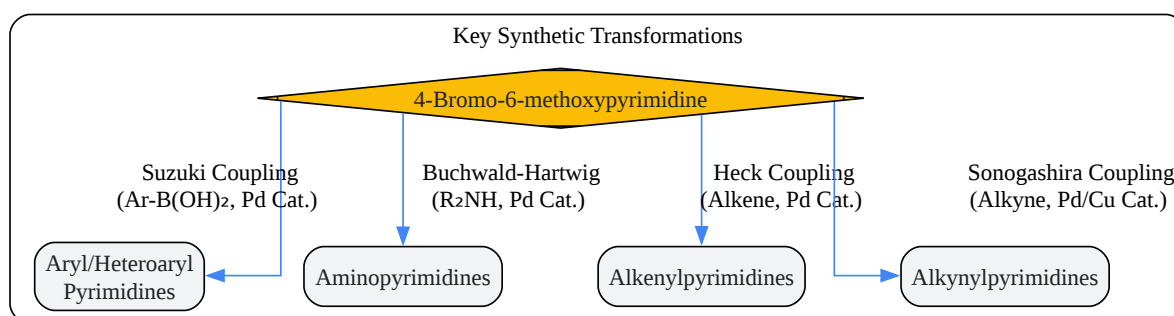 Key Synthetic Transformations
4-Bromo-6-methoxypyrimidine
Suzuki Coupling
(Ar-B(OH)₂, Pd Cat.)
Buchwald-Hartwig
(R₂NH, Pd Cat.)
Heck Coupling
(Alkene, Pd Cat.)
Sonogashira Coupling
(Alkyne, Pd/Cu Cat.)
Aryl/Heteroaryl
Pyrimidines
Aminopyrimidines
Alkenylpyrimidines
Alkynylpyrimidines